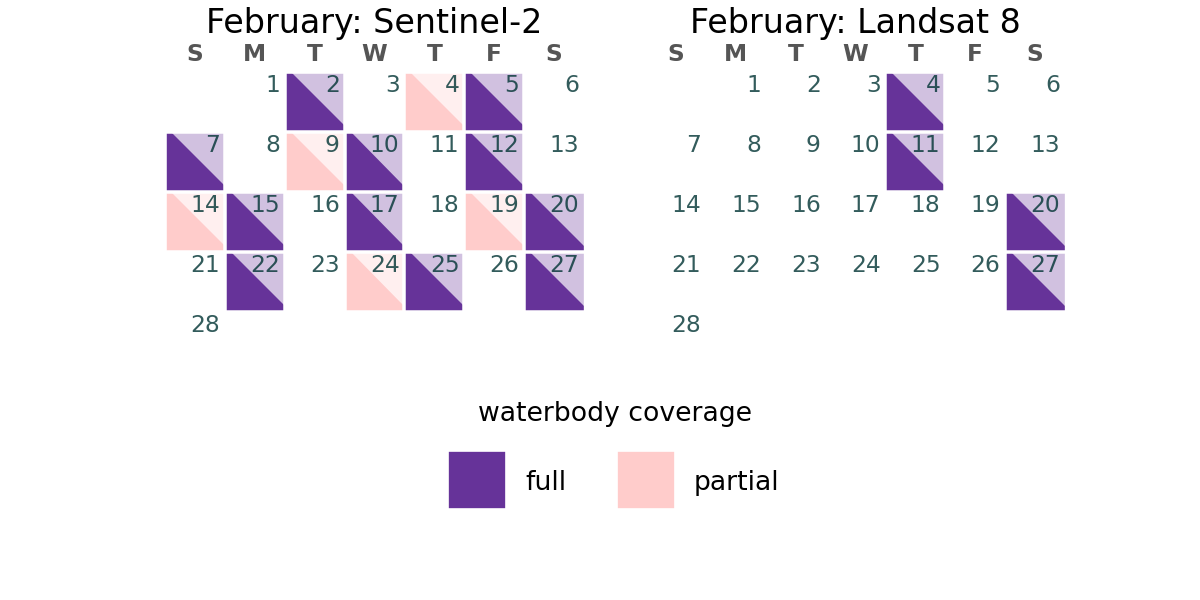 February: Sentinel-2
S M T W T F S
1 2 3 4 5 6
7 8 9 10 11 12 13
14 15 16 17 18 19 20
21 22 23 24 25 26 27
28
February: Landsat 8
S M T W T F S
1 2 3 4 5 6
7 8 9 10 11 12 13
14 15 16 17 18 19 20
21 22 23 24 25 26 27
28
waterbody coverage
full partial